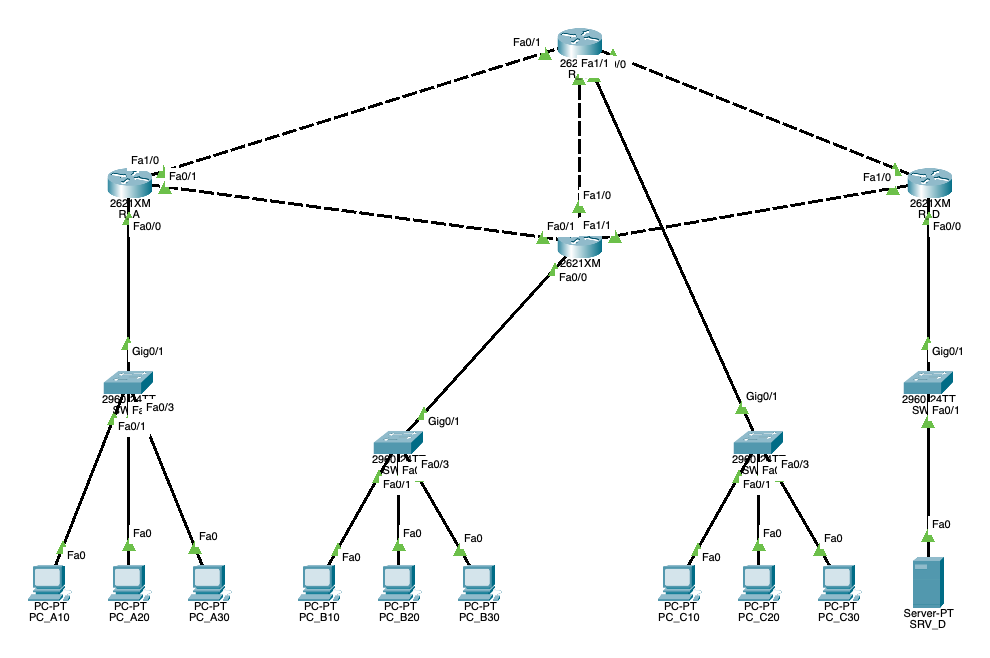 Fa0/1
Fa1/1
Fa1/0
Fa0/1
2621XM
Fa0/0
Fa1/0
2621XM
Fa0/0
Fa1/0
Fa0/1
Fa1/1
2621XM
Fa0/0
Gig0/1
Fa0/3
Fa0/1
Gig0/1
Fa0/3
Fa0/1
Gig0/1
Fa0/3
Fa0/1
Gig0/1
Fa0/1
Fa0
Fa0
Fa0
Fa0
Fa0
Fa0
Fa0
Fa0
Fa0
Fa0
PC-PT
PC_A10
PC-PT
PC_A20
PC-PT
PC_A30
PC-PT
PC_B10
PC-PT
PC_B20
PC-PT
PC_B30
PC-PT
PC_C10
PC-PT
PC_C20
PC-PT
PC_C30
Server-PT
SRV_D